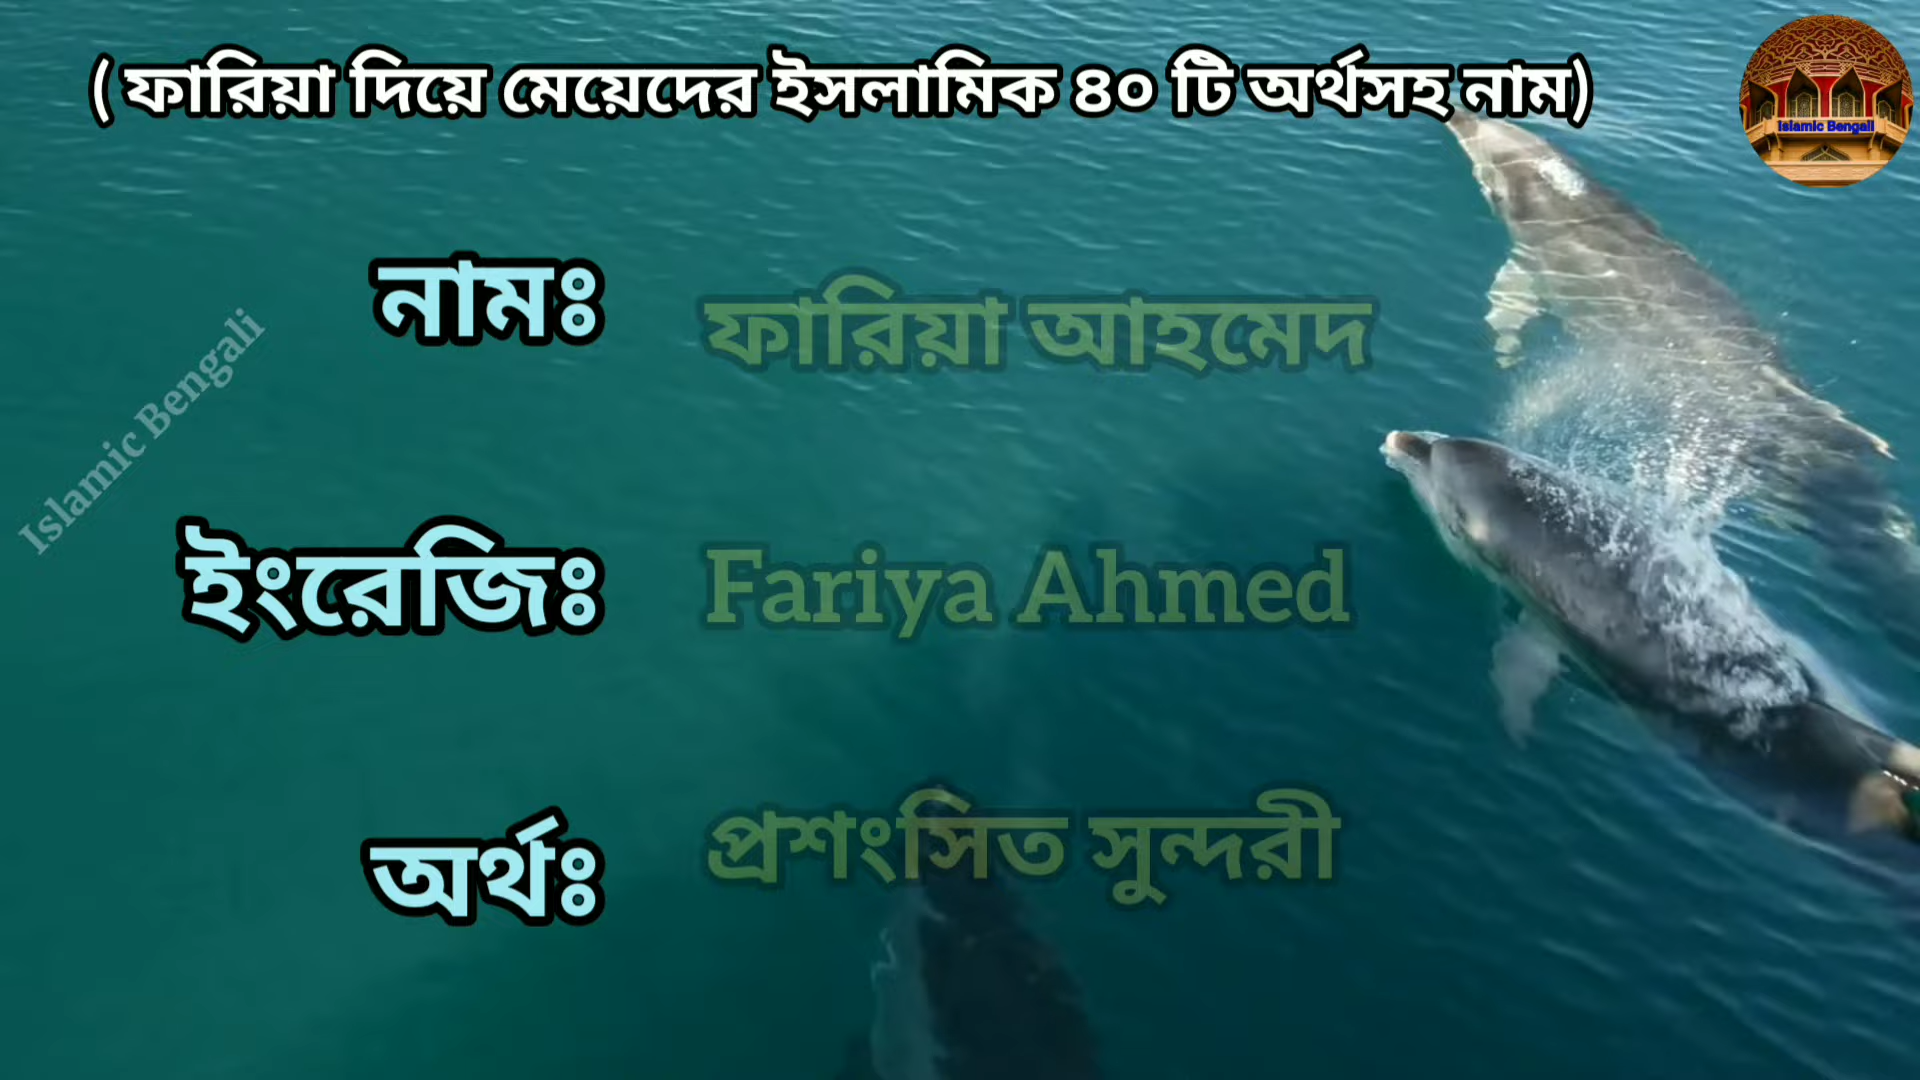 ( ফারিয়া দিয়ে মেয়েদের ইসলামিক ৪০ টি অর্থসহ নাম)
Islamic Bengali
নামঃ ফারিয়া আহমেদ
Islamic Bengali
ইংরেজিঃ Fariya Ahmed
অর্থঃ প্রশংসিত সুন্দরী